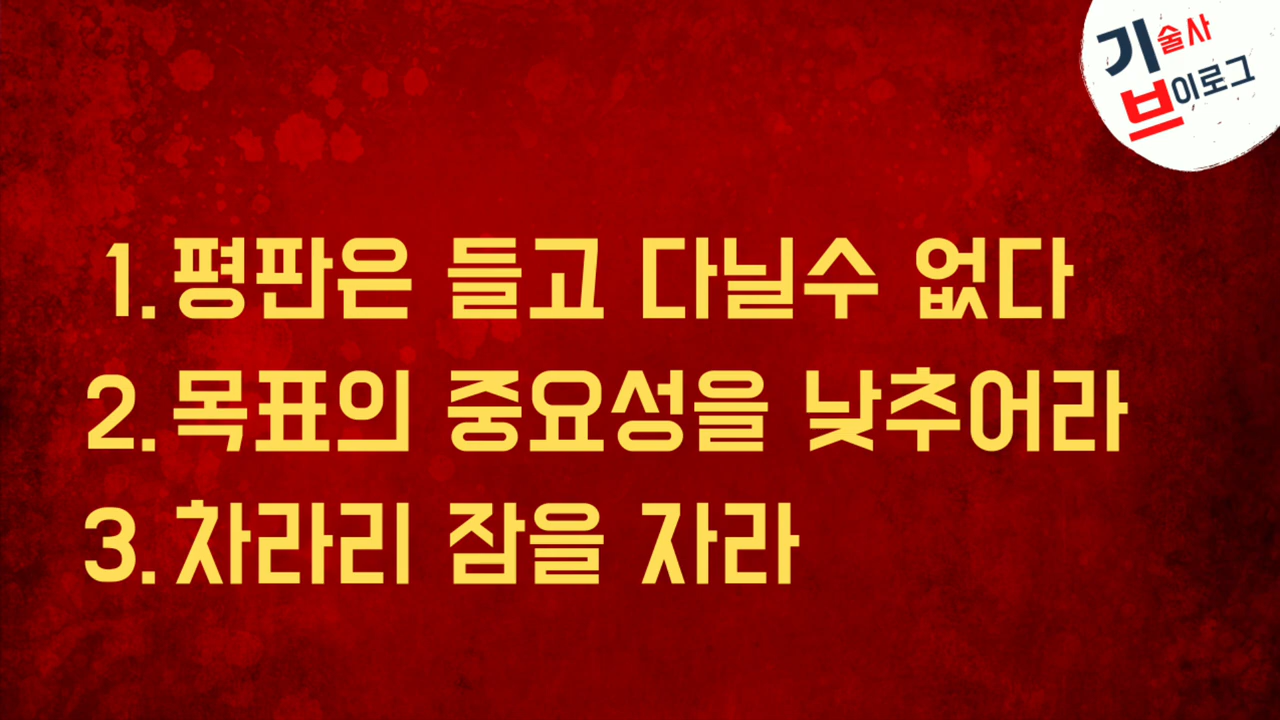 기술사
브이로그
1. 평판은 들고 다닐수 없다
2. 목표의 중요성을 낮추어라
3. 차라리 잠을 자라